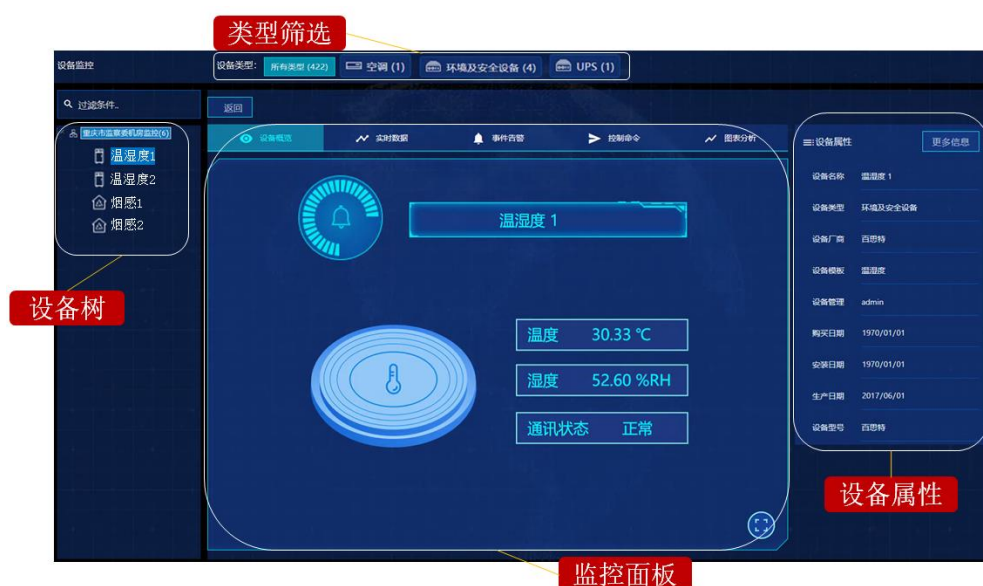 类型筛选
设备监控
设备类型: 所有类型 (422) 空调 (1) 环境及安全设备 (4) UPS (1)
过滤条件..
返回
重庆市监察委机房监控(6)
温湿度1
温湿度2
烟感1
烟感2
设备树
设备概览 实时数据 事件告警 控制命令 图表分析
温湿度 1
温度 30.33 ℃
湿度 52.60 %RH
通讯状态 正常
监控面板
设备属性 更多信息
设备名称 温湿度 1
设备类型 环境及安全设备
设备厂商 百思特
设备模板 温湿度
设备管理 admin
购买日期 1970/01/01
安装日期 1970/01/01
生产日期 2017/06/01
设备型号 百思特
设备属性